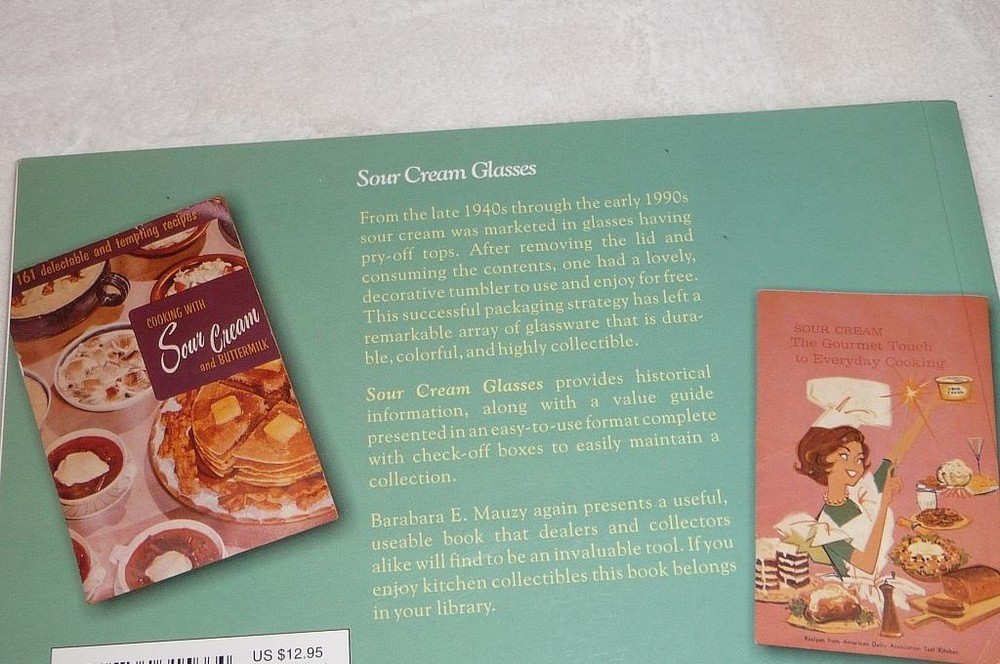 Sour Cream Glasses
From the late 1940s through the early 1990s
sour cream was marketed in glasses having
pry-off tops. After removing the lid and
consuming the contents, one had a lovely,
decorative tumbler to use and enjoy for free.
This successful packaging strategy has left a
remarkable array of glassware that is dura-
ble, colorful, and highly collectible.
Sour Cream Glasses provides historical
information, along with a value guide
presented in an easy-to-use format complete
with check-off boxes to easily maintain a
collection.
Barabara E. Mauzy again presents a useful,
useable book that dealers and collectors
alike will find to be an invaluable tool. If you
enjoy kitchen collectibles this book belongs
in your library.
161 delectable and tempting recipes
COOKING WITH
Sour Cream
and BUTTERMILK
SOUR CREAM
The Gourmet Touch
to Everyday Cooking
Recipes from American Dairy Association Test Kitchen
US $12.95